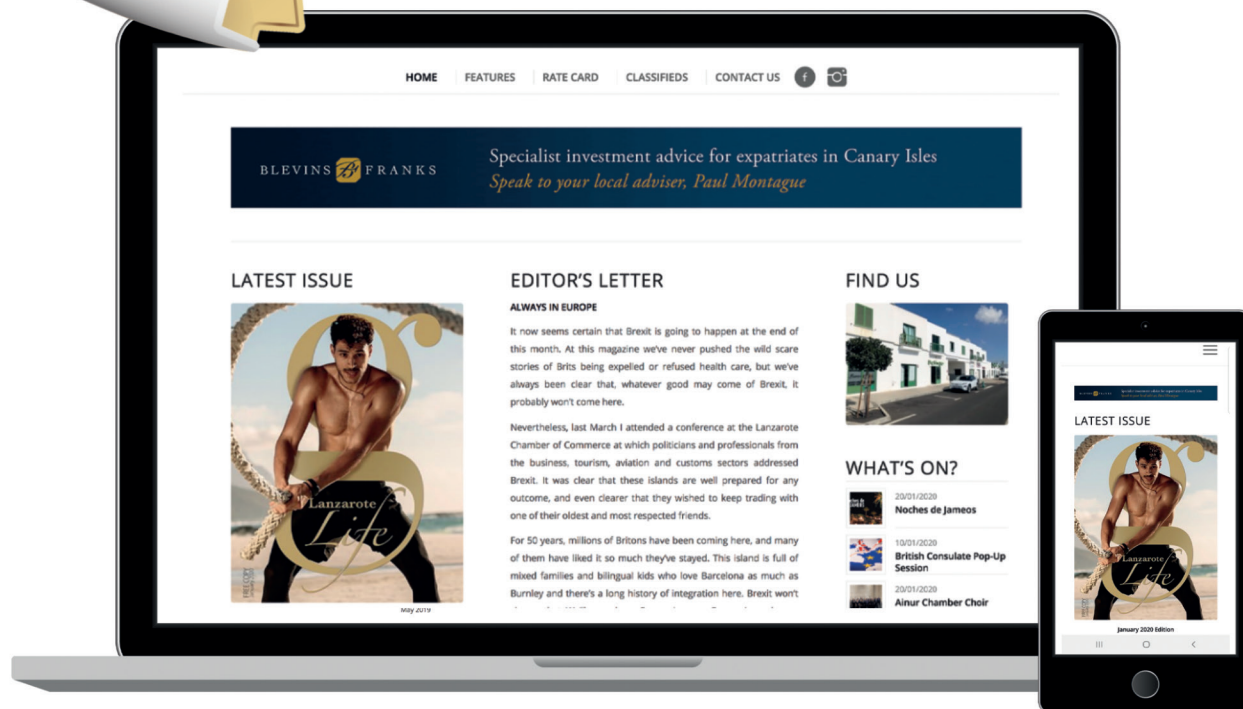 HOME FEATURES RATE CARD CLASSIFIEDS CONTACT US
BLEVINS Bf FRANKS
Specialist investment advice for expatriates in Canary Isles
Speak to your local adviser, Paul Montague
LATEST ISSUE
Lanzarote
Life
FREE COPY
May 2019
EDITOR'S LETTER
ALWAYS IN EUROPE
It now seems certain that Brexit is going to happen at the end of
this month. At this magazine we've never pushed the wild scare
stories of Brits being expelled or refused health care, but we've
always been clear that, whatever good may come of Brexit, it
probably won't come here.
Nevertheless, last March I attended a conference at the Lanzarote
Chamber of Commerce at which politicians and professionals from
the business, tourism, aviation and customs sectors addressed
Brexit. It was clear that these islands are well prepared for any
outcome, and even clearer that they wished to keep trading with
one of their oldest and most respected friends.
For 50 years, millions of Britons have been coming here, and many
of them have liked it so much they've stayed. This island is full of
mixed families and bilingual kids who love Barcelona as much as
Burnley and there's a long history of integration here. Brexit won't
FIND US
WHAT'S ON?
20/01/2020
Noches de Jameos
10/01/2020
British Consulate Pop-Up
Session
20/01/2020
Ainur Chamber Choir
LATEST ISSUE
Lanzarote
Life
January 2020 Edition